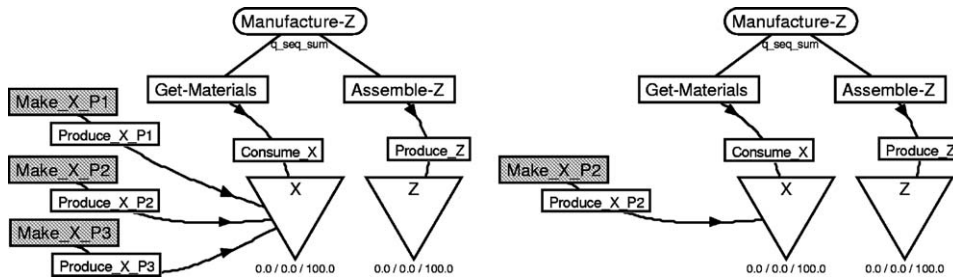 Manufacture-Z
q_seq_sum
Get-Materials
Assemble-Z
Make_X_P1
Produce_X_P1
Consume_X
Produce_Z
Make_X_P2
Produce_X_P2
X
Z
Make_X_P3
Produce_X_P3
0.0 / 0.0 / 100.0
0.0 / 0.0 / 100.0
Manufacture-Z
q_seq_sum
Get-Materials
Assemble-Z
Consume_X
Produce_Z
Make_X_P2
Produce_X_P2
X
Z
0.0 / 0.0 / 100.0
0.0 / 0.0 / 100.0